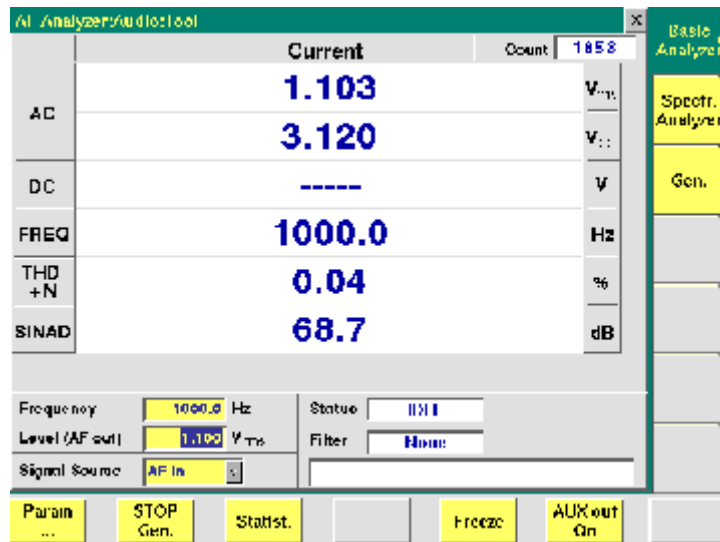 AF Analyzer:Audio:tool x
Current Count 1853
Basic Analyzer
AC 1.103
3.120
DC ----- V
FREQ 1000.0 Hz
THD +N 0.04 %
SINAD 68.7 dB
Spectr. Analyzer
Gen.
Frequency 1000.0 Hz Status
Level (AF out) 1.100 Vrms Filter None
Signal Source AF In
Param ...
STOP Gen.
Statist.
Freeze
AUX out On